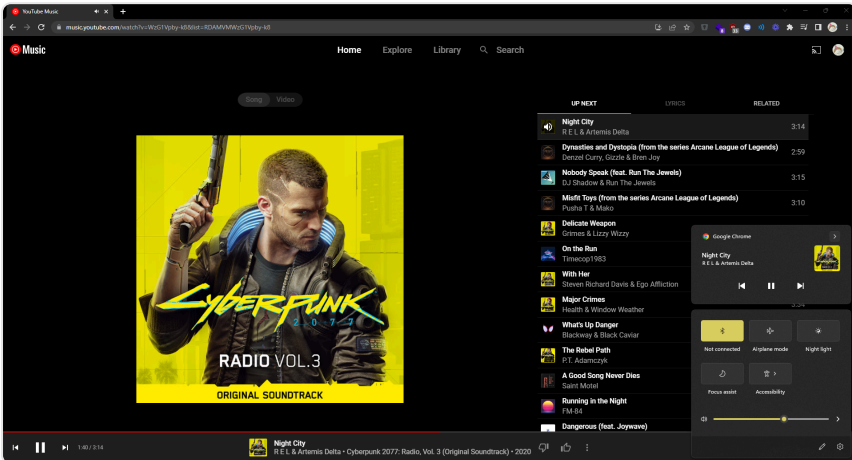 YouTube Music
music.youtube.com/watch?v=WzG1Vpby-k8&list=RDAMVMWzG1Vpby-k8
Music
Home
Explore
Library
Search
Song
Video
CYBERPUNK
2077
RADIO VOL.3
ORIGINAL SOUNDTRACK
UP NEXT
LYRICS
RELATED
Night City
R E L & Artemis Delta
3:14
Dynasties and Dystopia (from the series Arcane League of Legends)
Denzel Curry, Gizzle & Bren Joy
2:59
Nobody Speak (feat. Run The Jewels)
DJ Shadow & Run The Jewels
3:15
Misfit Toys (from the series Arcane League of Legends)
Pusha T & Mako
3:10
Delicate Weapon
Grimes & Lizzy Wizzy
On the Run
Timecop1983
With Her
Steven Richard Davis & Ego Affliction
Major Crimes
Health & Window Weather
What's Up Danger
Blackway & Black Caviar
The Rebel Path
P.T. Adamczyk
A Good Song Never Dies
Saint Motel
Running in the Night
FM-84
Dangerous (feat. Joywave)
Google Chrome
Night City
R E L & Artemis Delta
Not connected
Airplane mode
Night light
Focus assist
Accessibility
1:40 / 3:14
Night City
R E L & Artemis Delta • Cyberpunk 2077: Radio, Vol. 3 (Original Soundtrack) • 2020